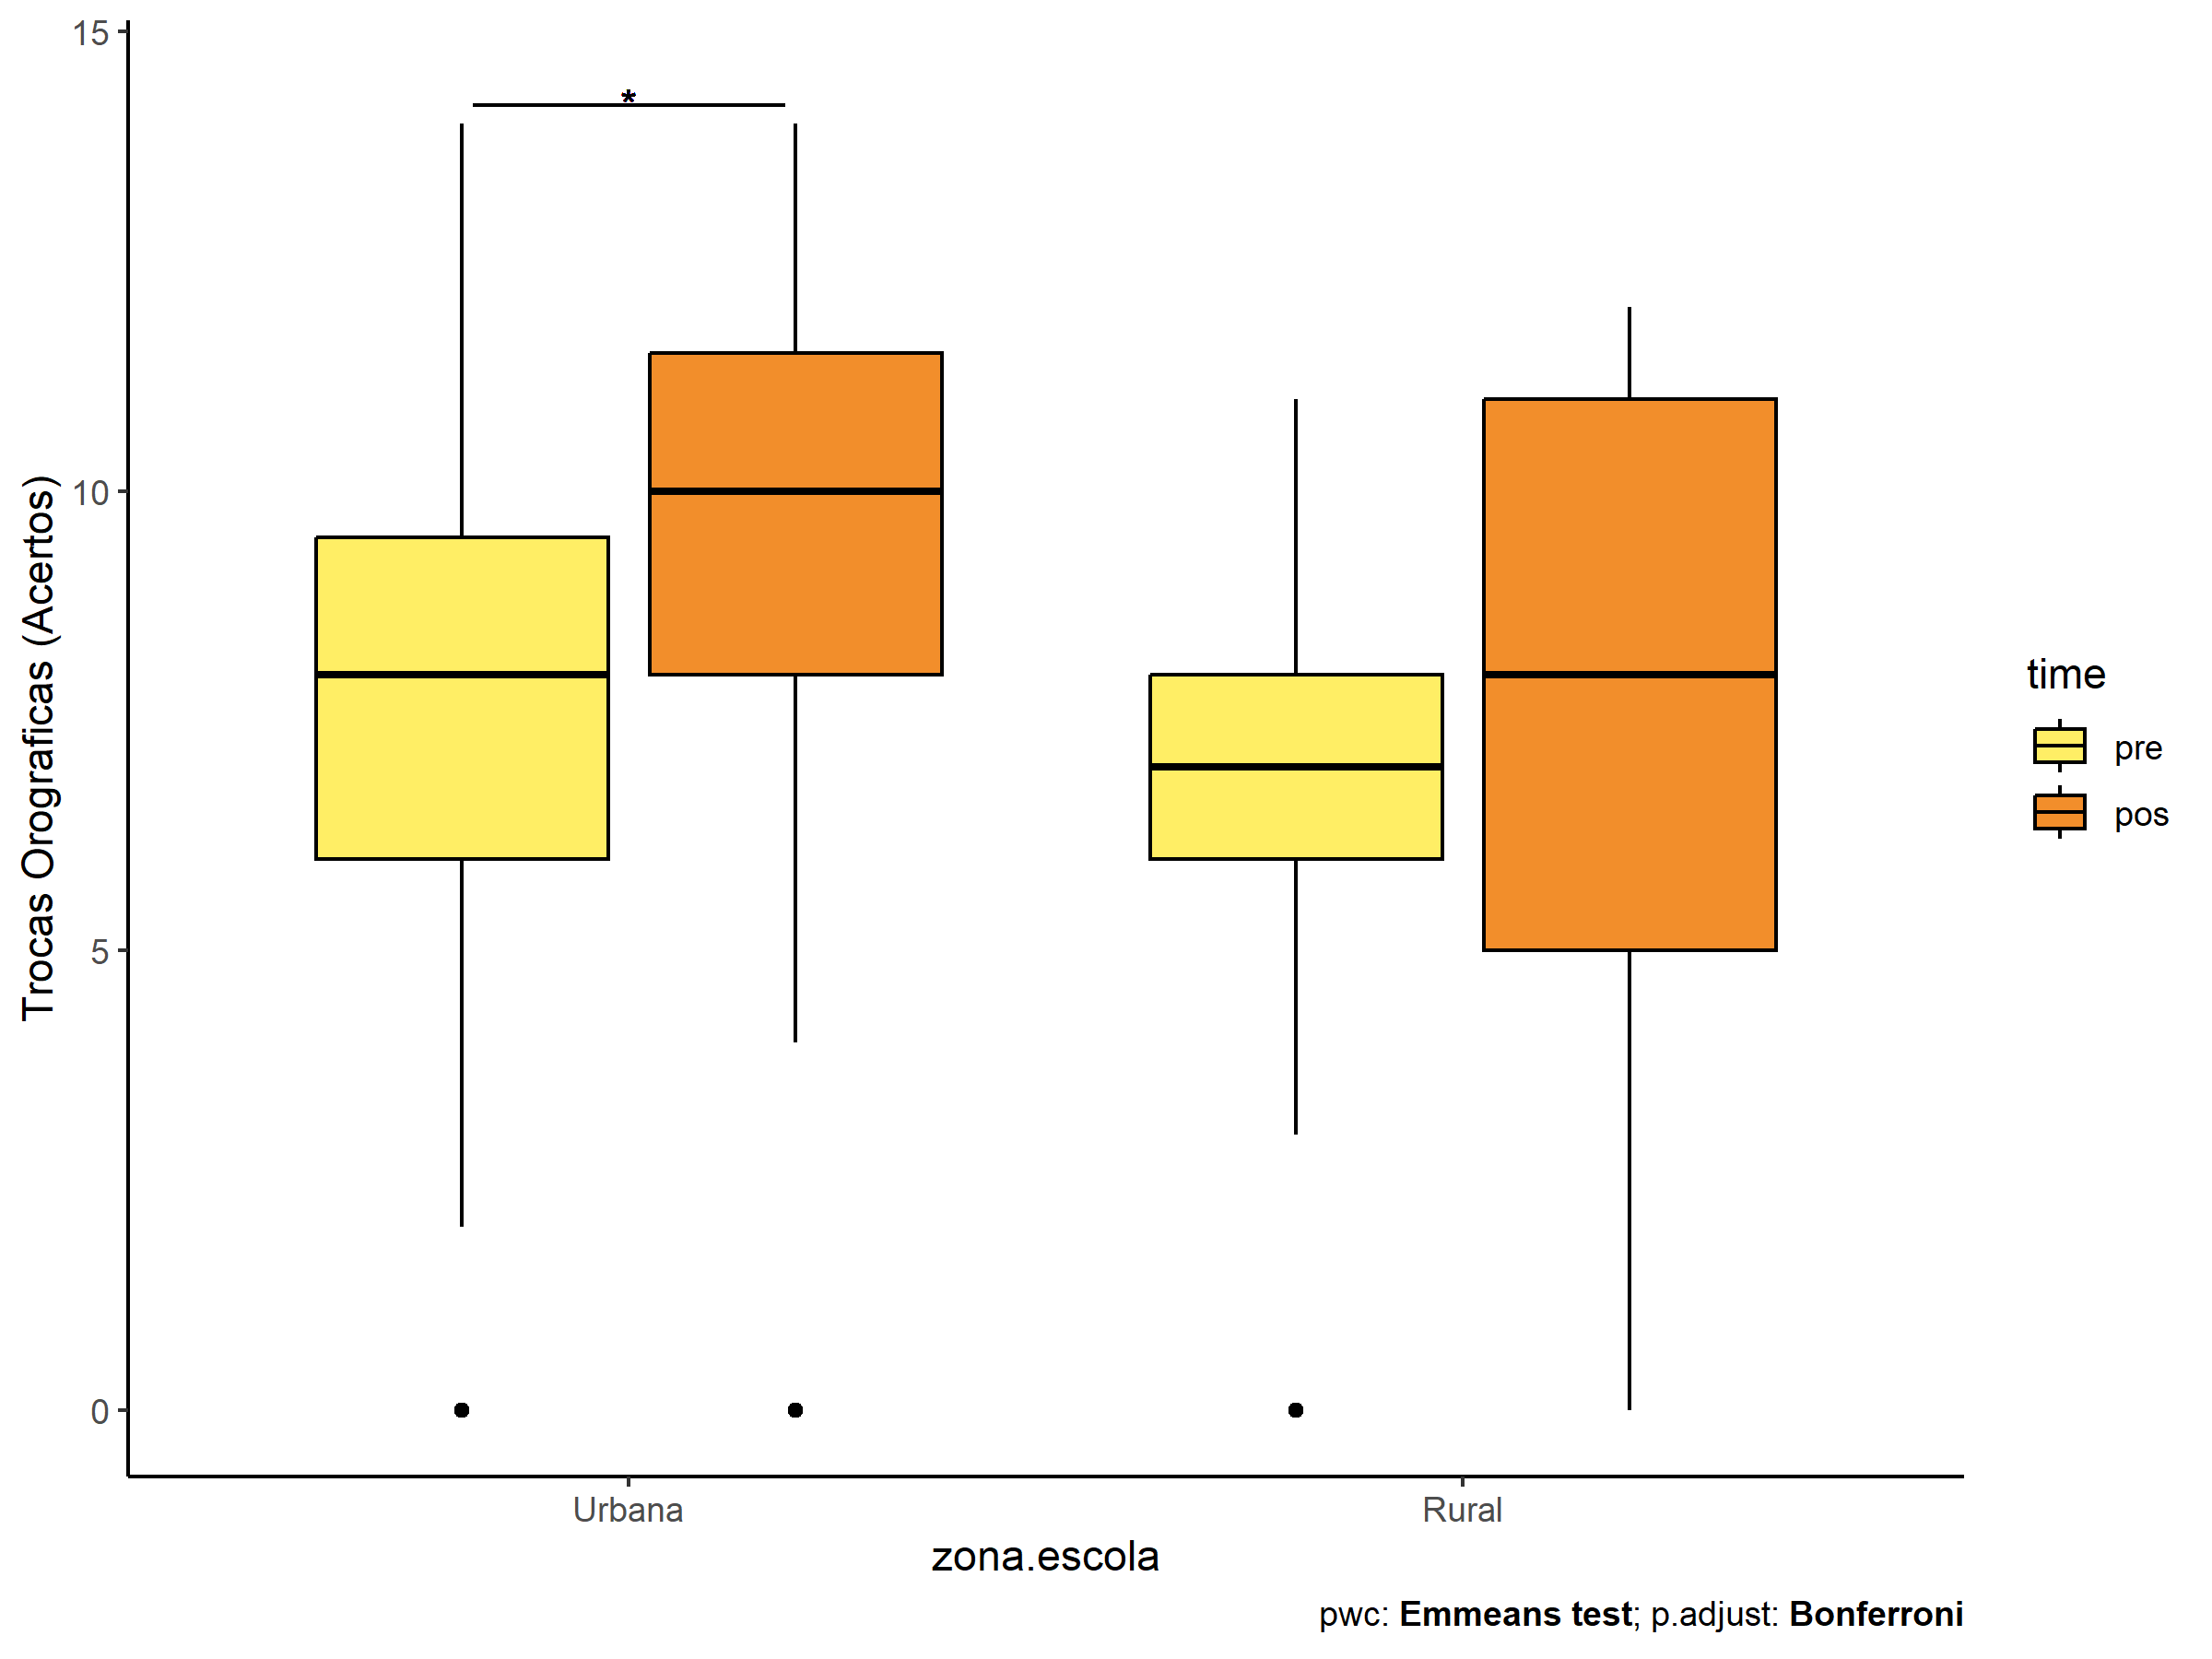 15
*
10
5
0
Trocas Orograficas (Acertos)
Urbana
Rural
zona.escola
time
pre
pos
pwc: Emmeans test; p.adjust: Bonferroni